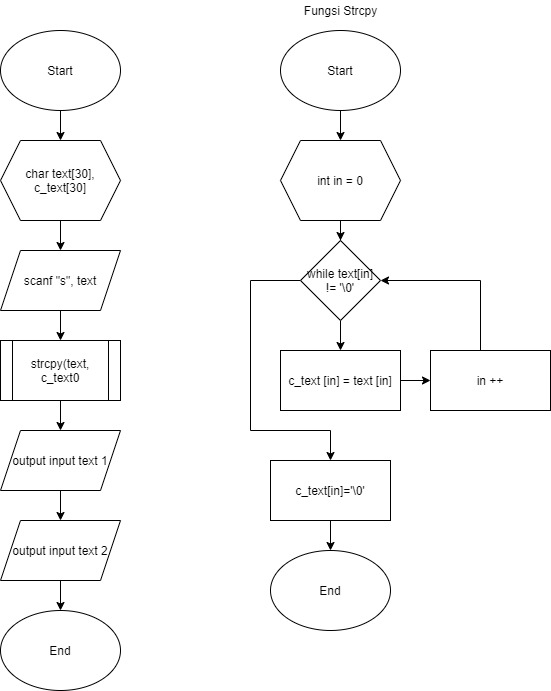 Fungsi Strcpy
Start
char text[30],
c_text[30]
scanf "s", text
strcpy(text,
c_text0
output input text 1
output input text 2
End
Start
int in = 0
while text[in]
!= '\0'
c_text [in] = text [in]
in ++
c_text[in]='\0'
End